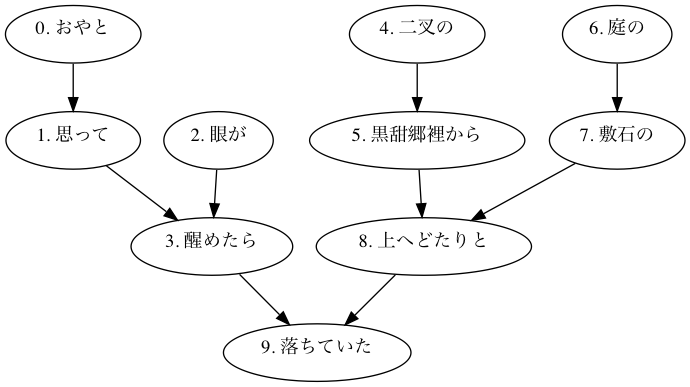 0. おやと
4. 二叉の
6. 庭の
1. 思って
2. 眼が
5. 黒甜郷裡から
7. 敷石の
3. 醒めたら
8. 上へどたりと
9. 落ちていた